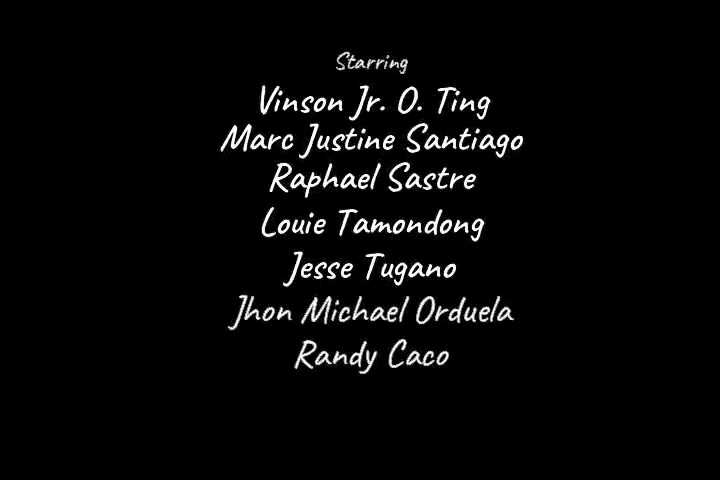 Starring
Vinson Jr. O. Ting
Marc Justine Santiago
Raphael Sastre
Louie Tamondong
Jesse Tugano
Jhon Michael Orduela
Randy Caco